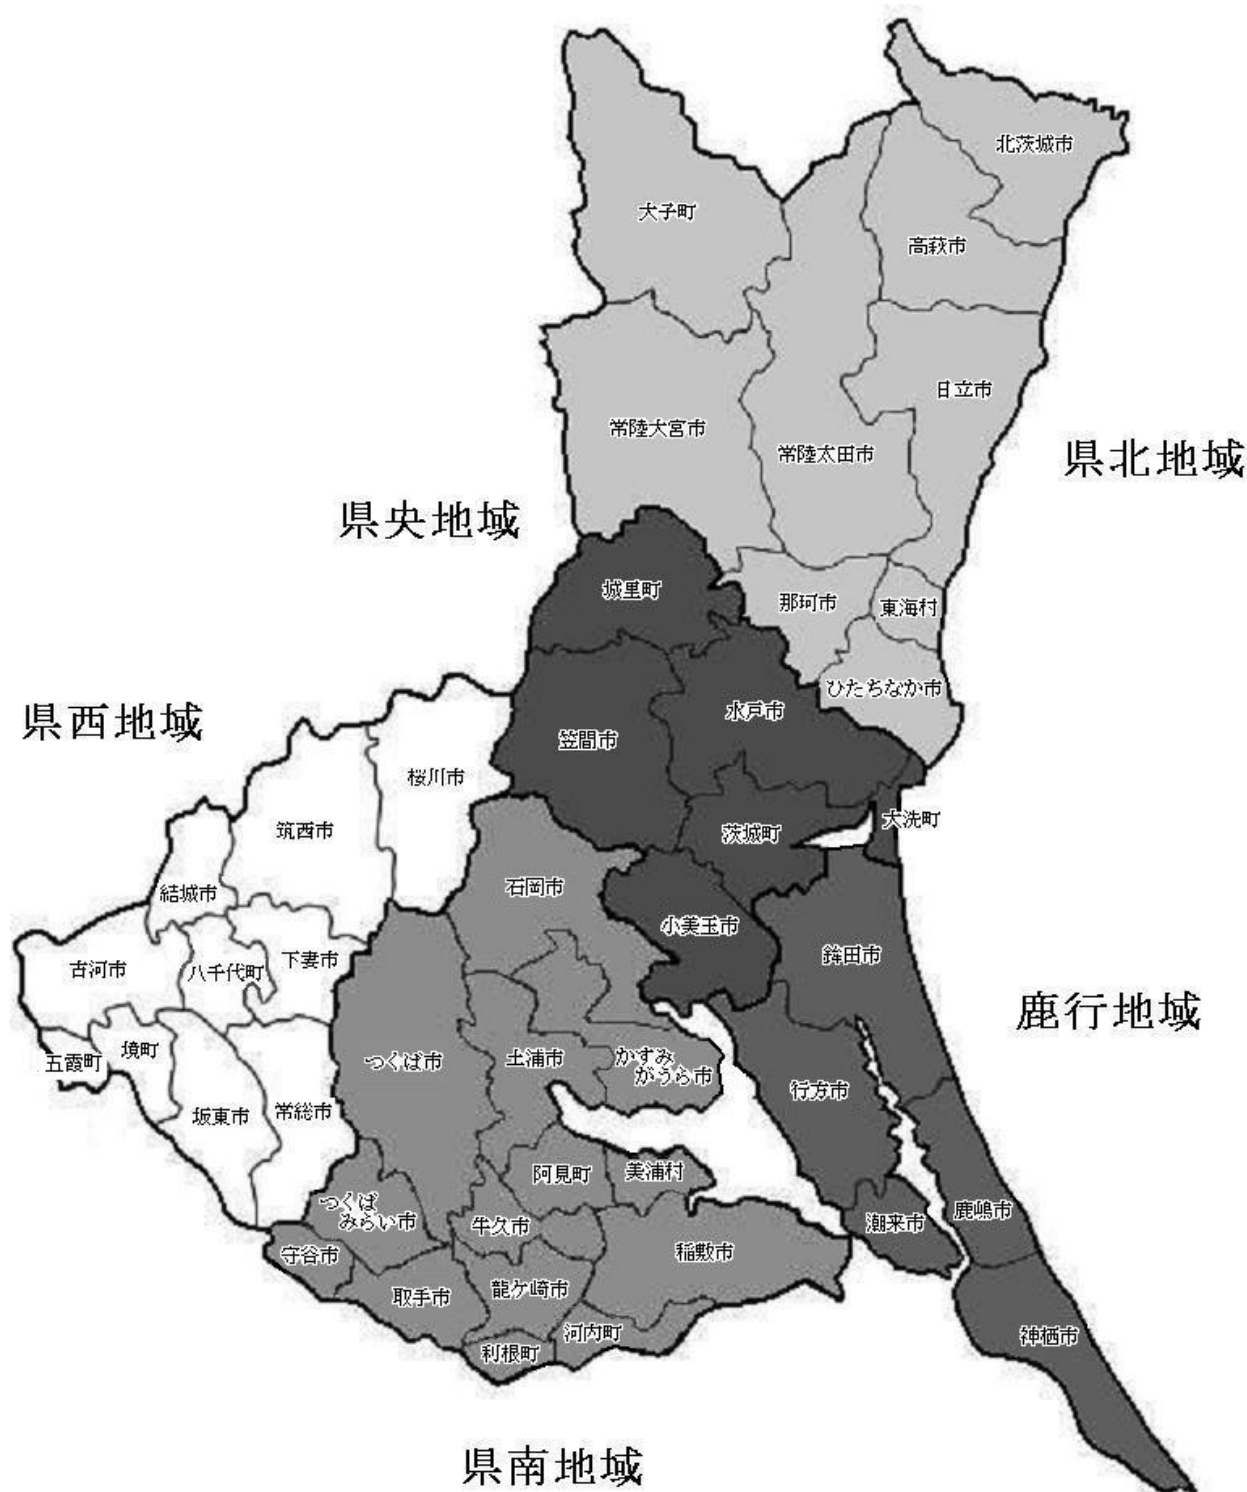 北茨城市
大子町
高萩市
日立市
常陸大宮市
常陸太田市
県北地域
県央地域
城里町
那珂市
東海村
ひたちなか市
県西地域
水戸市
笠間市
桜川市
大洗町
茨城町
筑西市
石岡市
結城市
小美玉市
鉾田市
下妻市
古河市
八千代町
鹿行地域
境町
五霞町
つくば市
土浦市
かすみ
がうら市
行方市
坂東市
常総市
阿見町
美浦村
つくば
みらい市
牛久市
潮来市
鹿嶋市
守谷市
稲敷市
取手市
龍ケ崎市
河内町
神栖市
利根町
県南地域